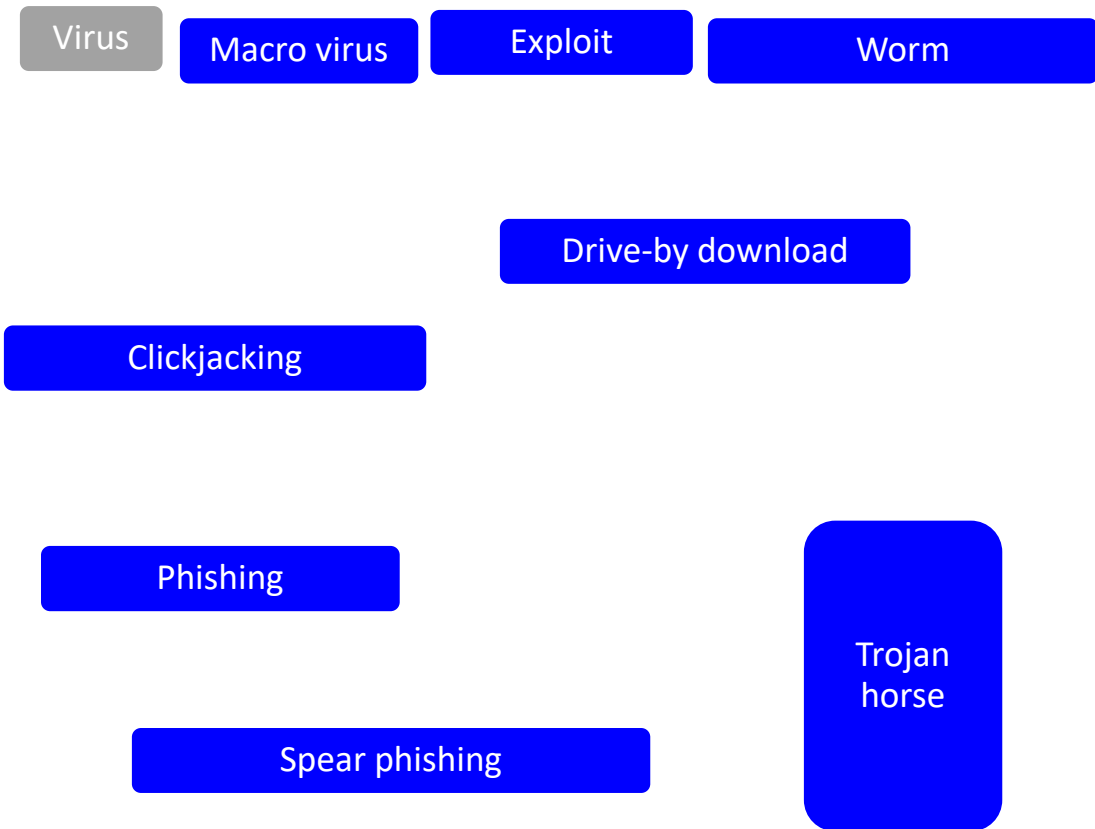 Virus
Macro virus
Exploit
Worm
Drive-by download
Clickjacking
Phishing
Trojan
horse
Spear phishing